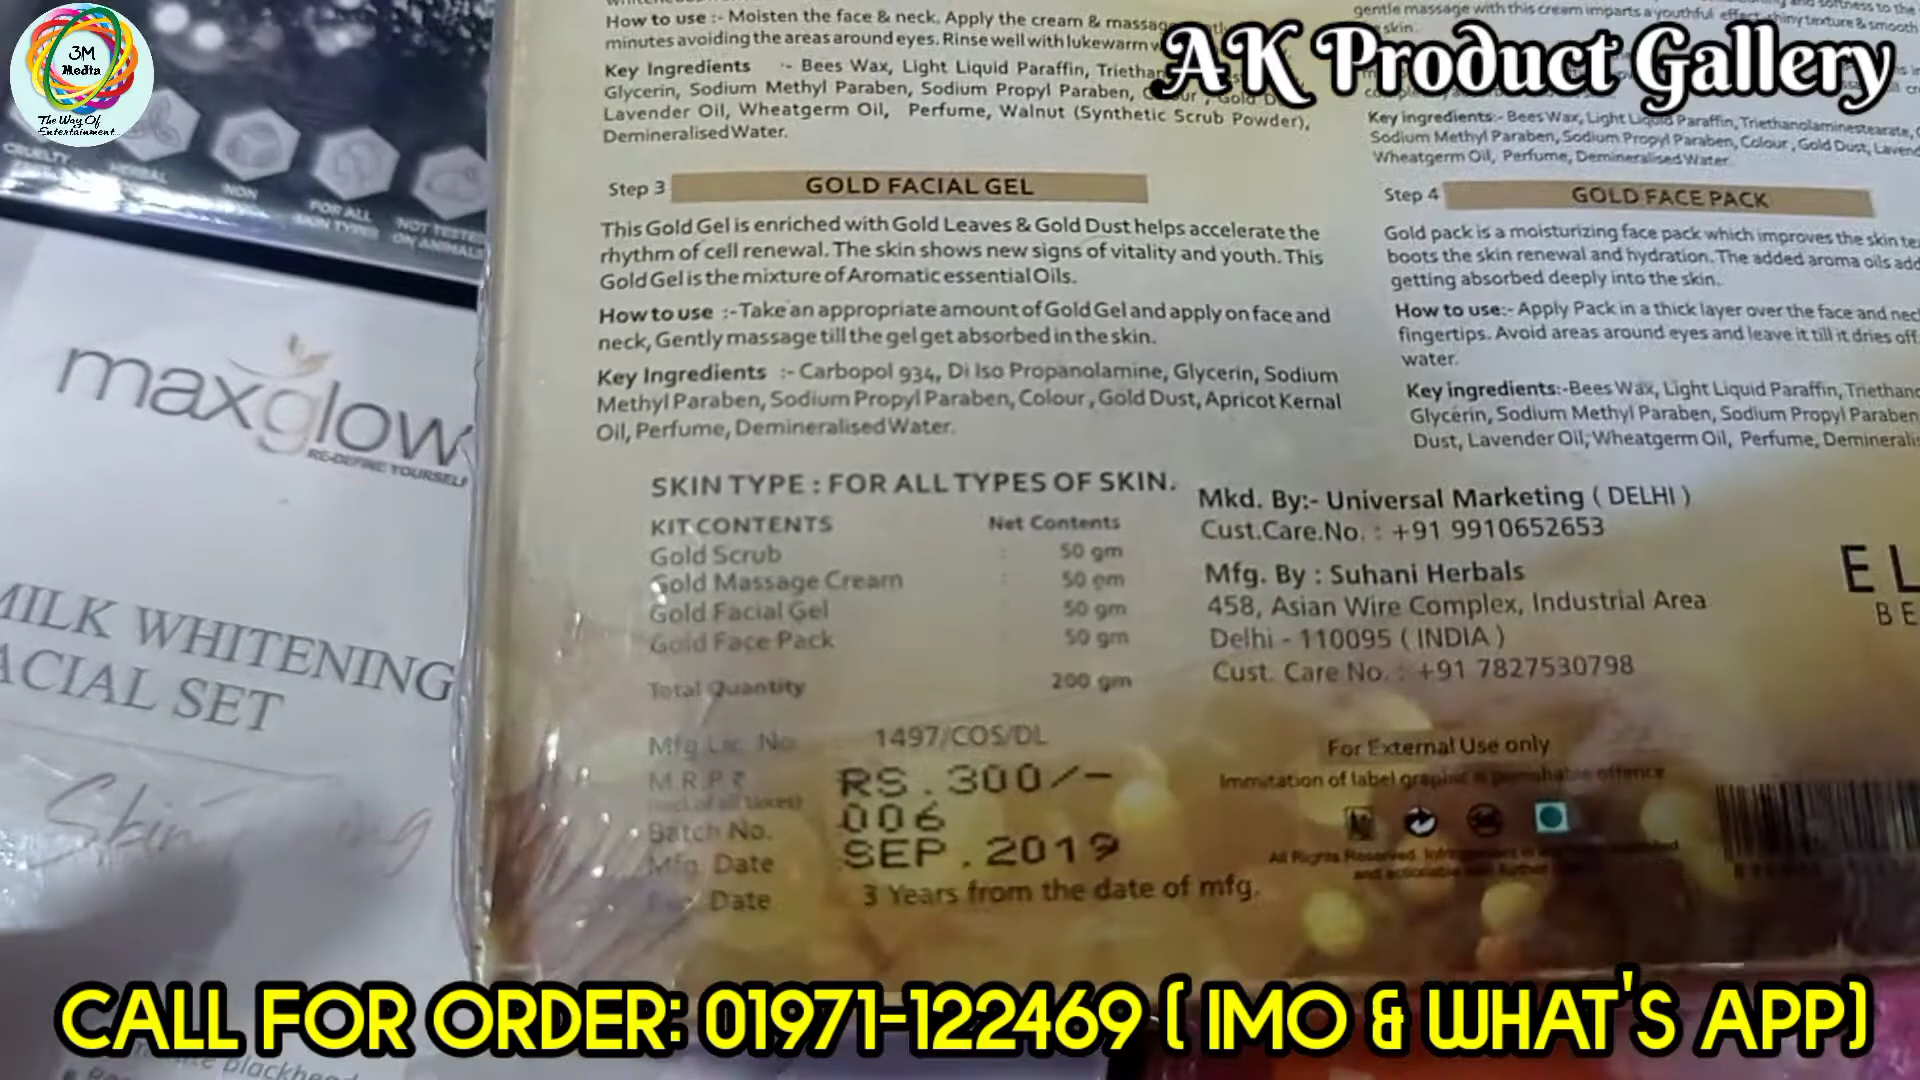 3M
Media
The Way Of
Entertainment
AK Product Gallery
How to use :- Moisten the face & neck. Apply the cream & massage
minutes avoiding the areas around eyes. Rinse well with lukewarm
Key Ingredients :- Bees Wax, Light Liquid Paraffin,
Glycerin, Sodium Methyl Paraben, Sodium Propyl Paraben,
Lavender Oil, Wheatgerm Oil, Perfume, Walnut (Synthetic Scrub Powder),
Demineralised Water.
gentle massage with this cream imparts a youthful effect, shiny texture & smooth
skin.
Key ingredients:- Bees Wax, Light Liquid Paraffin, Triethanolaminestearate,
Sodium Methyl Paraben, Sodium Propyl Paraben, Colour, Gold Dust,
Wheatgerm Oil, Perfume, Demineralised Water
Step 3 GOLD FACIAL GEL
This Gold Gel is enriched with Gold Leaves & Gold Dust helps accelerate the
rhythm of cell renewal. The skin shows new signs of vitality and youth. This
Gold Gel is the mixture of Aromatic essential Oils.
How to use :- Take an appropriate amount of Gold Gel and apply on face and
neck, Gently massage till the gel get absorbed in the skin.
Key Ingredients :- Carbopol 934, Di Iso Propanolamine, Glycerin, Sodium
Methyl Paraben, Sodium Propyl Paraben, Colour, Gold Dust, Apricot Kernal
Oil, Perfume, Demineralised Water.
Step 4 GOLD FACE PACK
Gold pack is a moisturizing face pack which improves the skin
boots the skin renewal and hydration. The added aroma oils
getting absorbed deeply into the skin.
How to use:- Apply Pack in a thick layer over the face and
fingertips. Avoid areas around eyes and leave it till it dries off
water.
Key ingredients:- Bees Wax, Light Liquid Paraffin,
Glycerin, Sodium Methyl Paraben, Sodium Propyl Paraben
Dust, Lavender Oil, Wheatgerm Oil, Perfume,
SKIN TYPE : FOR ALL TYPES OF SKIN.
KIT CONTENTS Net Contents
Gold Scrub : 50 gm
Gold Massage Cream : 50 gm
Gold Facial Gel 50 gm
Gold Face Pack 50 gm
Total Quantity 200 gm
Mfg Lic. No. 1497/COS/DL
M.R.P ₹ RS.300/-
Batch No. 006
Mfg. Date SEP.2019
Date 3 Years from the date of mfg.
Mkd. By:- Universal Marketing ( DELHI )
Cust.Care.No. : +91 9910652653
Mfg. By : Suhani Herbals
458, Asian Wire Complex, Industrial Area
Delhi - 110095 ( INDIA )
Cust. Care No. : +91 7827530798
For External Use only
Immitation of label graphic is punishable offence
All Rights Reserved.
HERBAL
NON
FOR ALL
SKIN TYPES
NOT TESTED
ON ANIMALS
maxglow
RE-DEFINE YOURSELF
MILK WHITENING
FACIAL SET
CALL FOR ORDER: 01971-122469 ( IMO & WHAT'S APP)